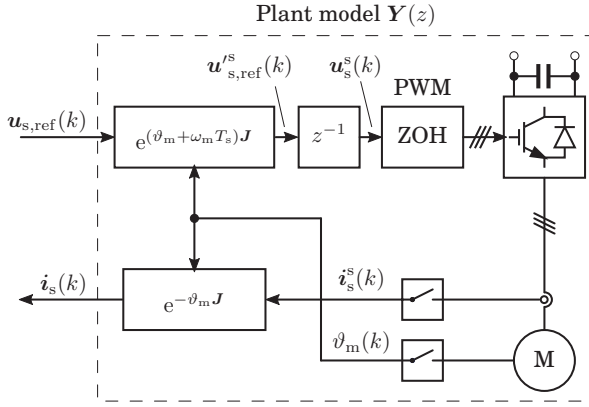 Plant model Y(z)
u′ˢₛ,ref(k)
uₛˢ(k)
PWM
uₛ,ref(k)
e^(ϑₘ+ωₘTₛ)J
z⁻¹
ZOH
iₛ(k)
e^−ϑₘJ
iₛˢ(k)
ϑₘ(k)
M